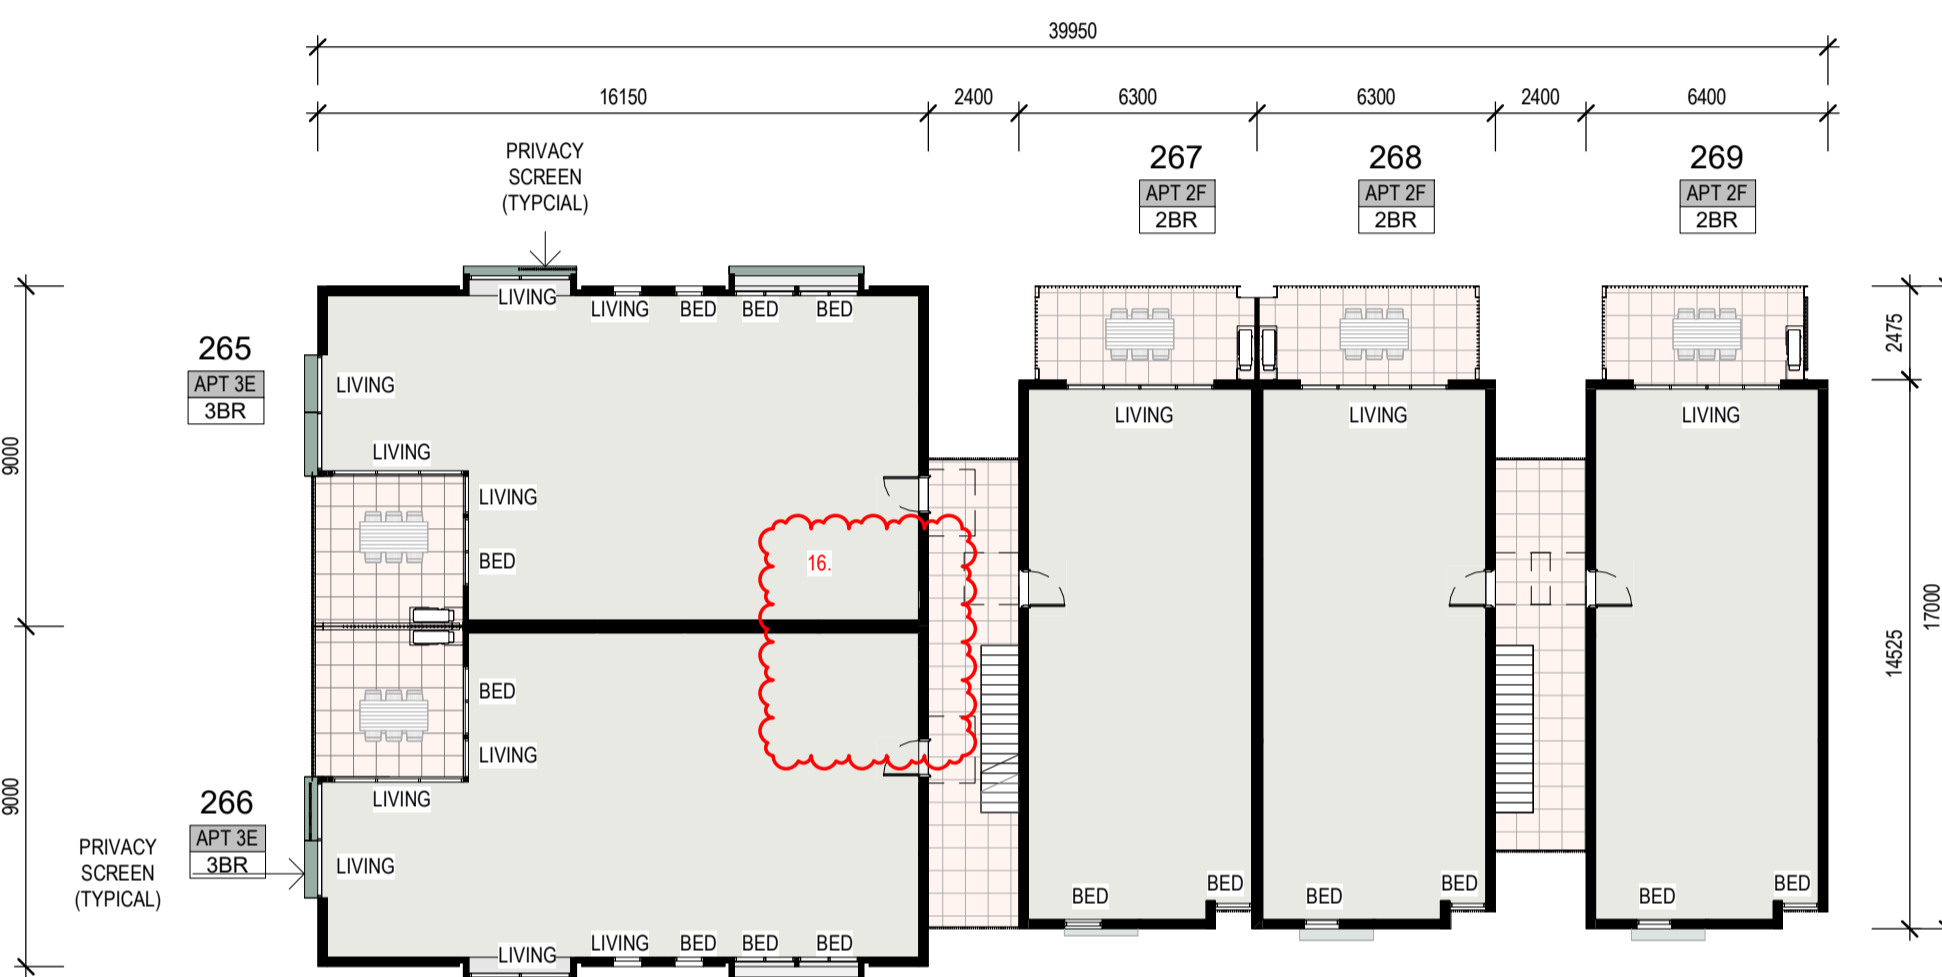 39950
16150
2400
6300
6300
2400
6400
PRIVACY
SCREEN
(TYPCIAL)
267
APT 2F
2BR
268
APT 2F
2BR
269
APT 2F
2BR
LIVING
LIVING
BED
BED
BED
265
APT 3E
3BR
LIVING
LIVING
LIVING
BED
16.
9000
2475
LIVING
LIVING
LIVING
BED
LIVING
LIVING
9000
266
APT 3E
3BR
PRIVACY
SCREEN
(TYPICAL)
LIVING
LIVING
LIVING
BED
BED
BED
BED
BED
BED
BED
BED
BED
14525
17000